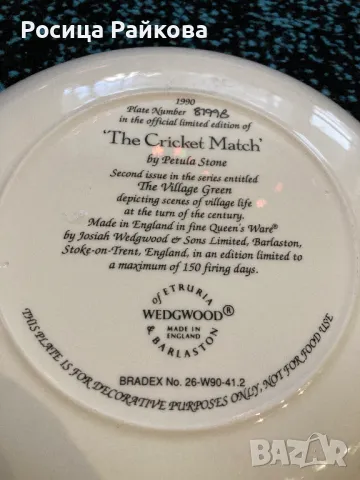 Росица Райкова
1990
Plate Number 8199B
in the official limited edition of
'The Cricket Match'
by Petula Stone
Second issue in the series entitled
The Village Green
depicting scenes of village life
at the turn of the century.
Made in England in fine Queen's Ware®
by Josiah Wedgwood & Sons Limited, Barlaston,
Stoke-on-Trent, England, in an edition limited to
a maximum of 150 firing days.
of ETRURIA
WEDGWOOD®
MADE IN
ENGLAND
& BARLASTON
BRADEX No. 26-W90-41.2
THIS PLATE IS FOR DECORATIVE PURPOSES ONLY, NOT FOR FOOD USE
BAZAR